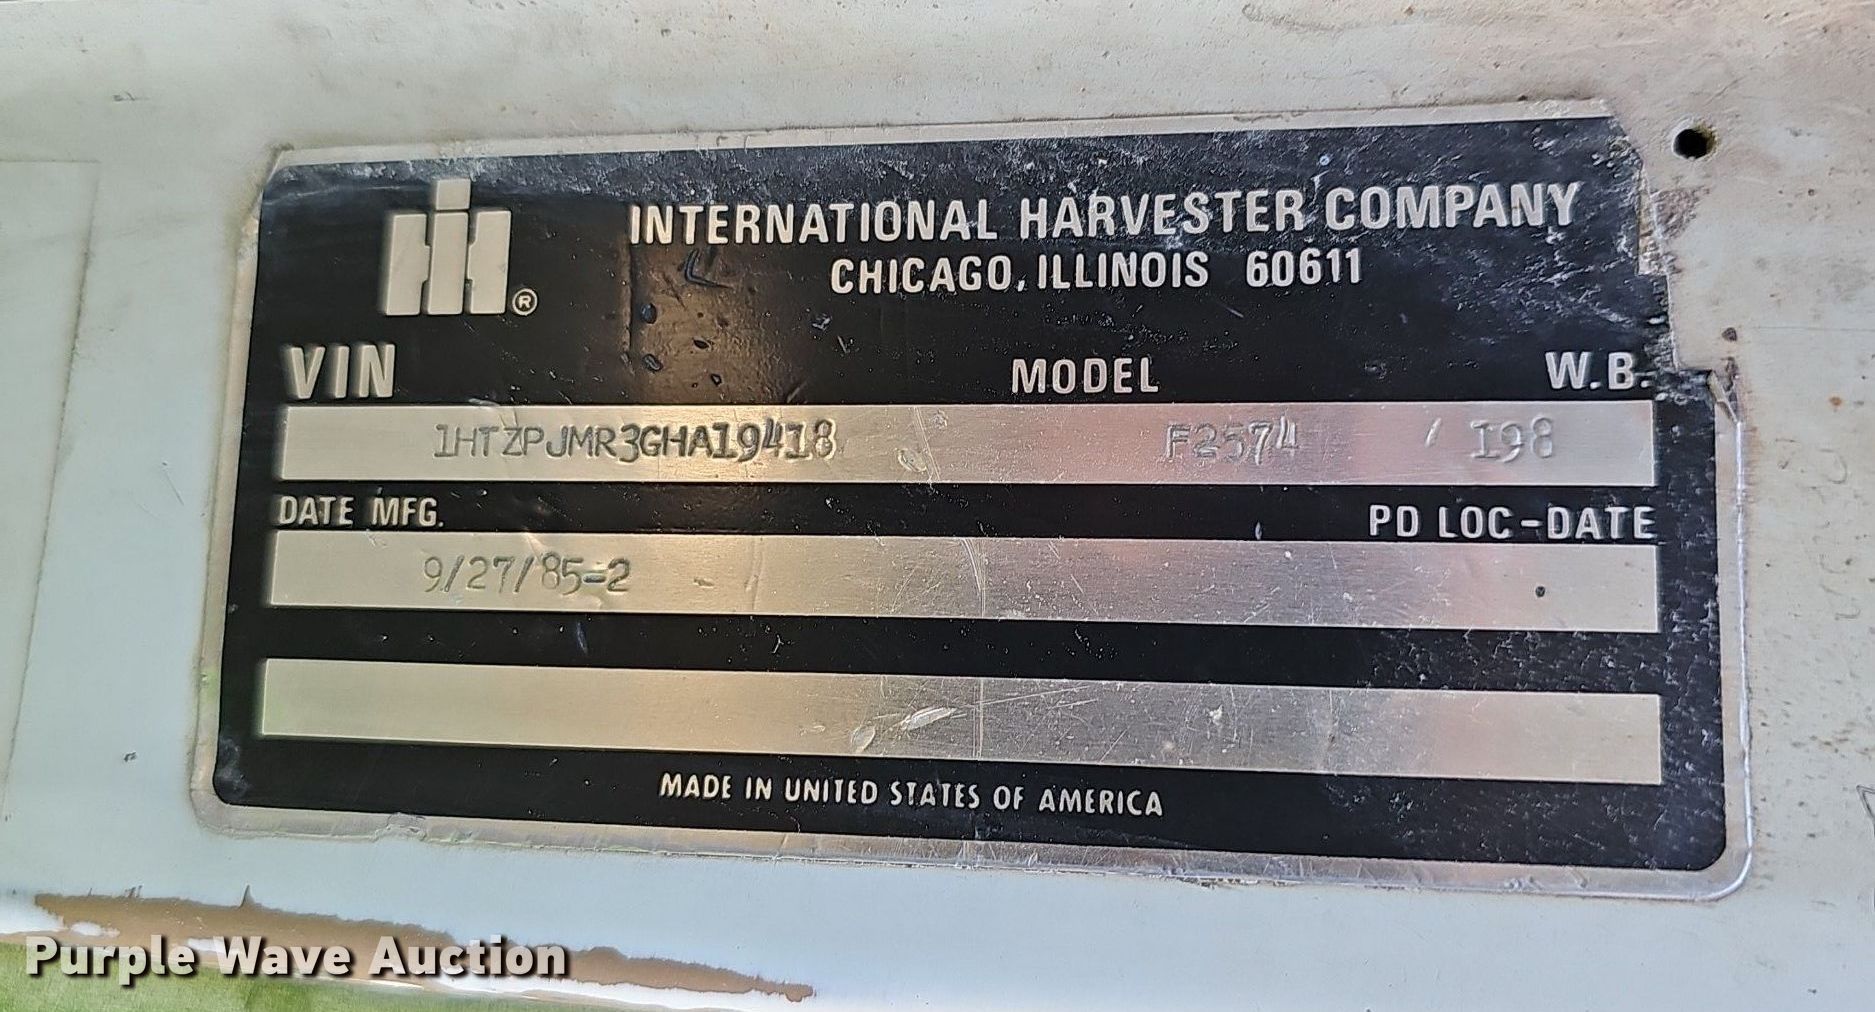 INTERNATIONAL HARVESTER COMPANY
CHICAGO, ILLINOIS 60611
®
VIN MODEL W.B.
1HTZPJMR3GHA19418 F2574 / 198
DATE MFG. PD LOC-DATE
9/27/85-2
MADE IN UNITED STATES OF AMERICA
Purple Wave Auction